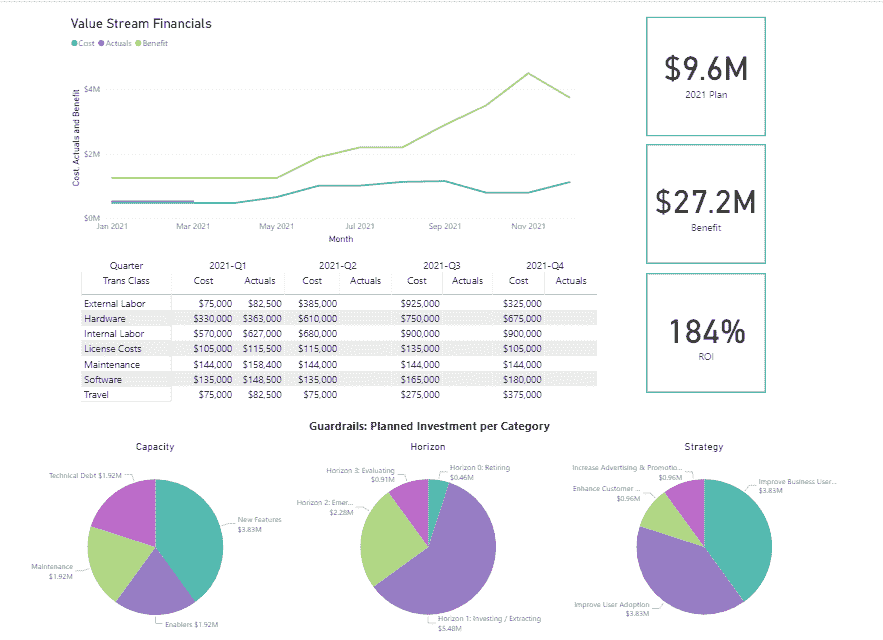 Value Stream Financials
Cost Actuals Benefit
$4M
$2M
$0M
Cost, Actuals and Benefit
Jan 2021 Mar 2021 May 2021 Jul 2021 Sep 2021 Nov 2021
Month
$9.6M
2021 Plan
$27.2M
Benefit
184%
ROI
Quarter 2021-Q1 2021-Q2 2021-Q3 2021-Q4
Trans Class Cost Actuals Cost Actuals Cost Actuals Cost Actuals
External Labor $75,000 $82,500 $385,000 $925,000 $325,000
Hardware $330,000 $363,000 $610,000 $750,000 $675,000
Internal Labor $570,000 $627,000 $680,000 $900,000 $900,000
License Costs $105,000 $115,500 $115,000 $135,000 $105,000
Maintenance $144,000 $158,400 $144,000 $144,000 $144,000
Software $135,000 $148,500 $135,000 $165,000 $180,000
Travel $75,000 $82,500 $75,000 $275,000 $375,000
Guardrails: Planned Investment per Category
Capacity
Technical Debt $1.92M
New Features
$3.83M
Maintenance
$1.92M
Enablers $1.92M
Horizon
Horizon 3: Evaluating
$0.91M
Horizon 0: Retiring
$0.46M
Horizon 2: Emer...
$2.28M
Horizon 1: Investing / Extracting
$5.48M
Strategy
Increase Advertising & Promotio...
$0.96M
Improve Business User...
$3.83M
Enhance Customer ...
$0.96M
Improve User Adoption
$3.83M